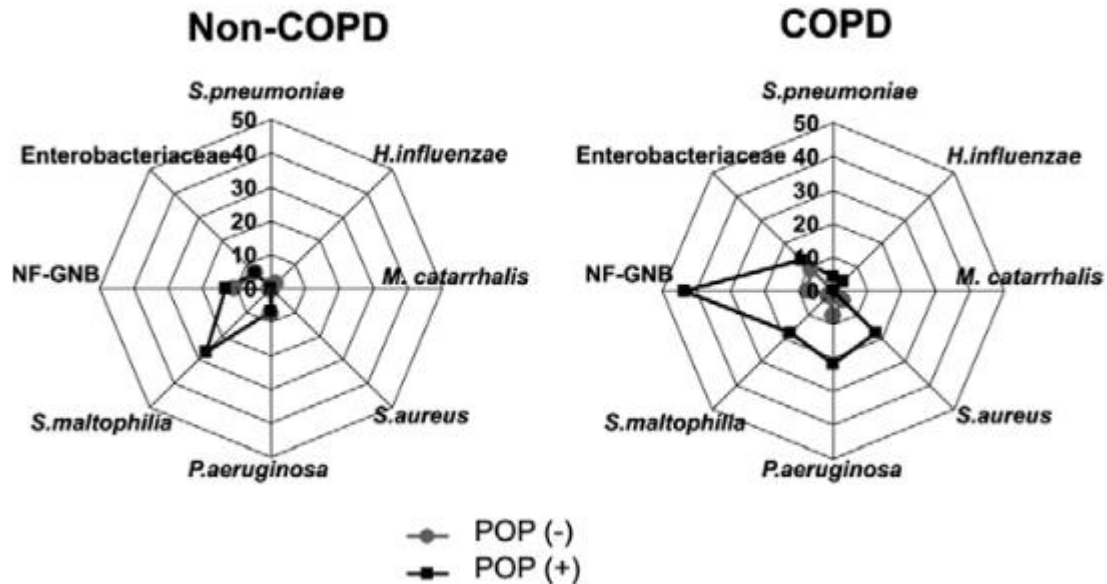 Non-COPD
S.pneumoniae
50
Enterobacteriaceae
40
H.influenzae
30
20
10
NF-GNB
0
M. catarrhalis
S.maltophilia
S.aureus
P.aeruginosa
COPD
S.pneumoniae
50
Enterobacteriaceae
40
H.influenzae
30
20
10
NF-GNB
0
M. catarrhalis
S.maltophilia
S.aureus
P.aeruginosa
POP (-)
POP (+)